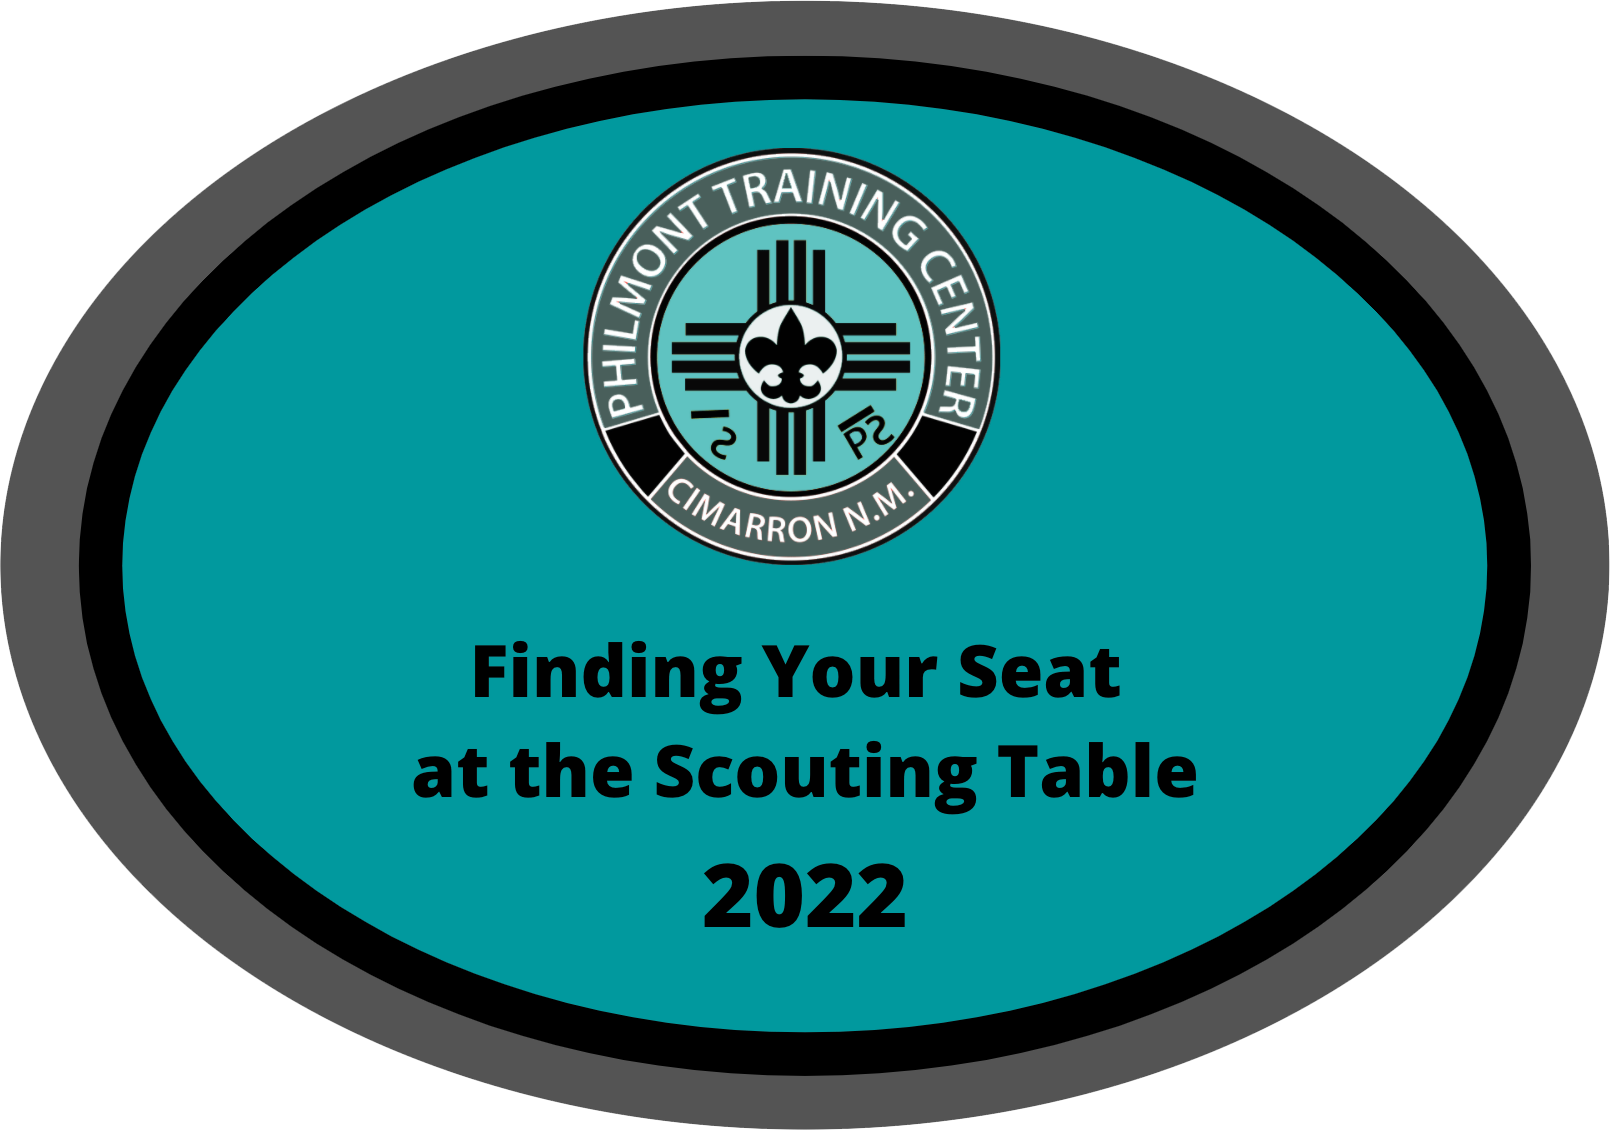 PHILMONT TRAINING CENTER
CIMARRON N.M.
Finding Your Seat
at the Scouting Table
2022